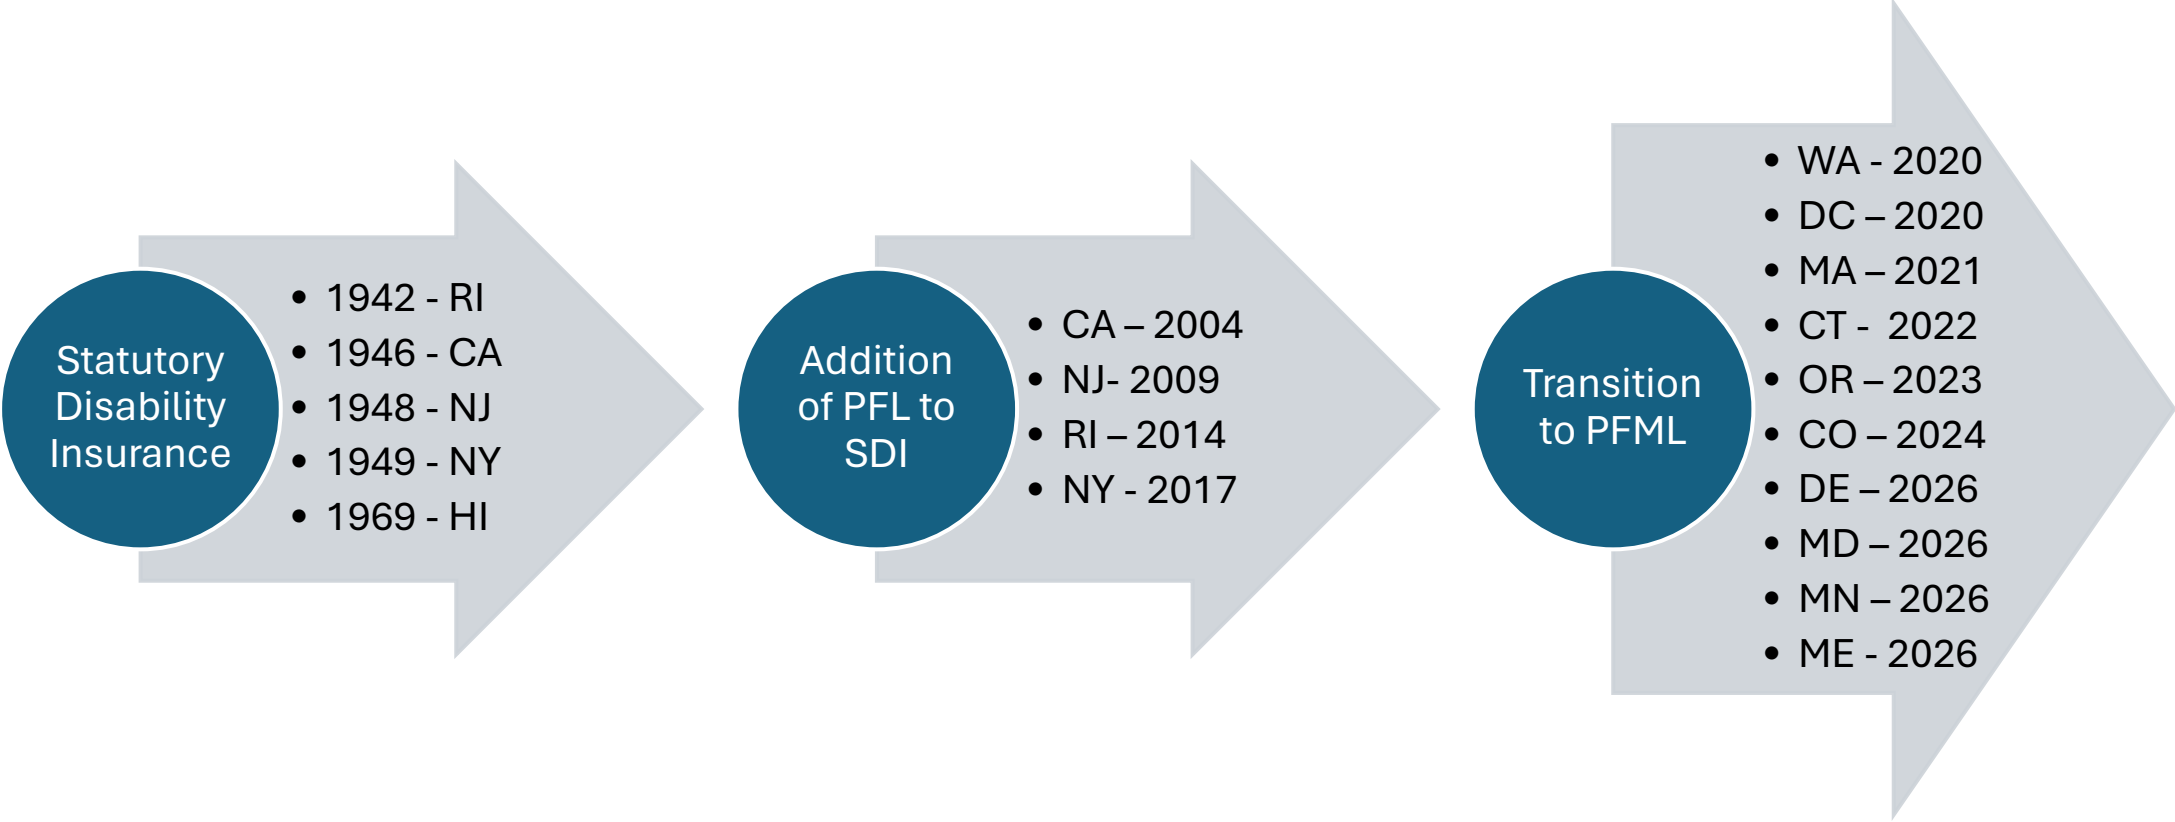 Statutory
Disability
Insurance
• 1942 - RI
• 1946 - CA
• 1948 - NJ
• 1949 - NY
• 1969 - HI
Addition
of PFL to
SDI
• CA – 2004
• NJ- 2009
• RI – 2014
• NY - 2017
Transition
to PFML
• WA - 2020
• DC – 2020
• MA – 2021
• CT -  2022
• OR – 2023
• CO – 2024
• DE – 2026
• MD – 2026
• MN – 2026
• ME - 2026